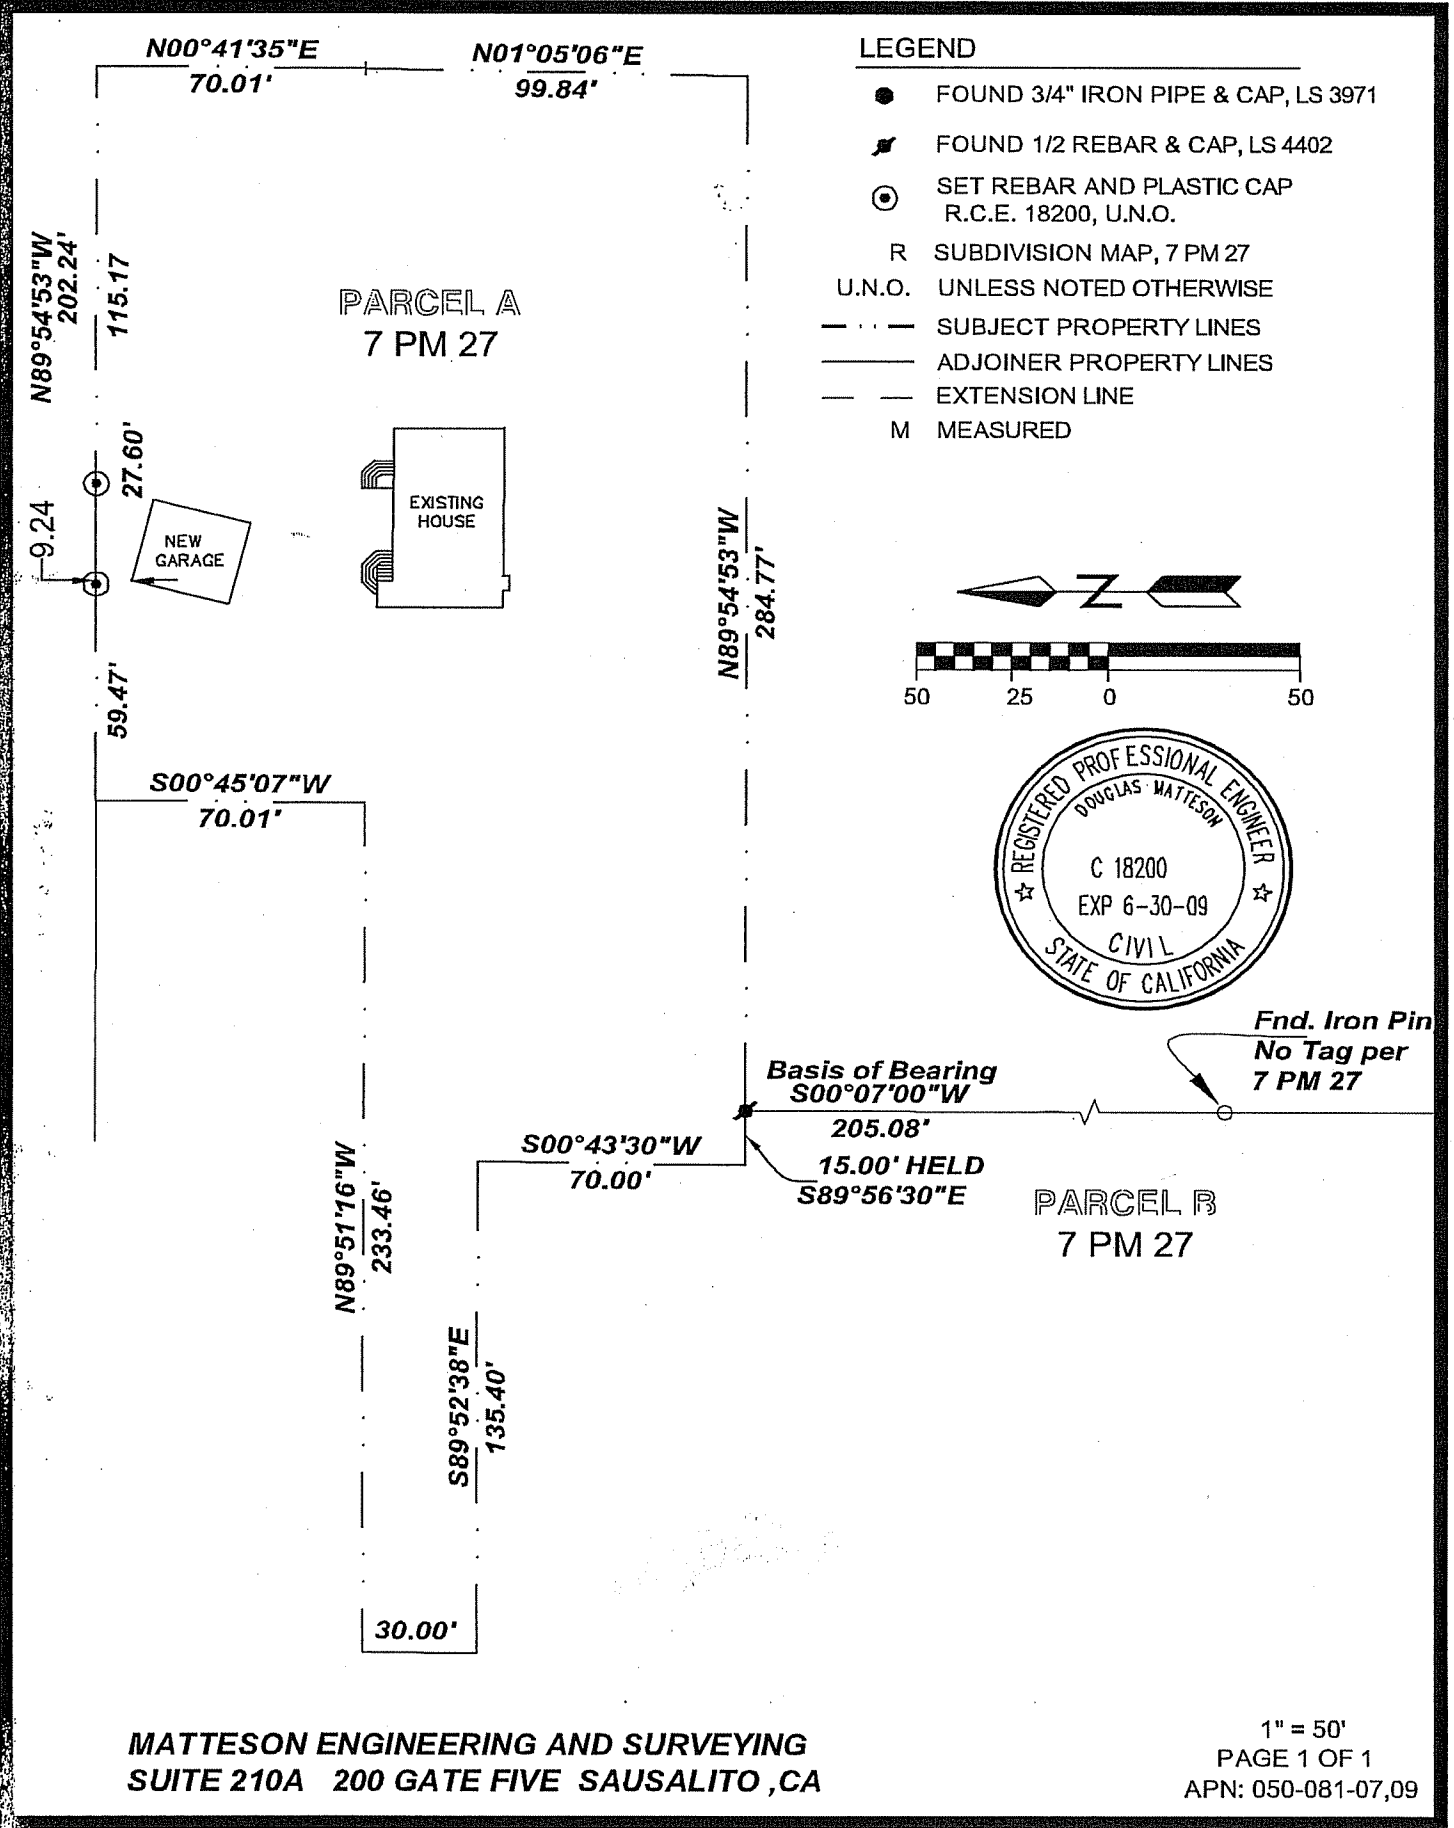 N00°41'35"E
70.01'
N01°05'06"E
99.84'
LEGEND
FOUND 3/4" IRON PIPE & CAP, LS 3971
FOUND 1/2 REBAR & CAP, LS 4402
SET REBAR AND PLASTIC CAP
R.C.E. 18200, U.N.O.
R SUBDIVISION MAP, 7 PM 27
U.N.O. UNLESS NOTED OTHERWISE
SUBJECT PROPERTY LINES
ADJOINER PROPERTY LINES
EXTENSION LINE
M MEASURED
N89°54'53"W
202.24'
115.17
PARCEL A
7 PM 27
27.60'
9.24
NEW
GARAGE
EXISTING
HOUSE
59.47'
N89°54'53"W
284.77'
Z
50 25 0 50
S00°45'07"W
70.01'
REGISTERED PROFESSIONAL ENGINEER
DOUGLAS MATTESON
C 18200
EXP 6-30-09
CIVIL
STATE OF CALIFORNIA
Fnd. Iron Pin
No Tag per
7 PM 27
Basis of Bearing
S00°07'00"W
205.08'
15.00' HELD
S89°56'30"E
S00°43'30"W
70.00'
PARCEL B
7 PM 27
N89°51'16"W
233.46'
S89°52'38"E
135.40'
30.00'
MATTESON ENGINEERING AND SURVEYING
SUITE 210A 200 GATE FIVE SAUSALITO ,CA
1" = 50'
PAGE 1 OF 1
APN: 050-081-07,09